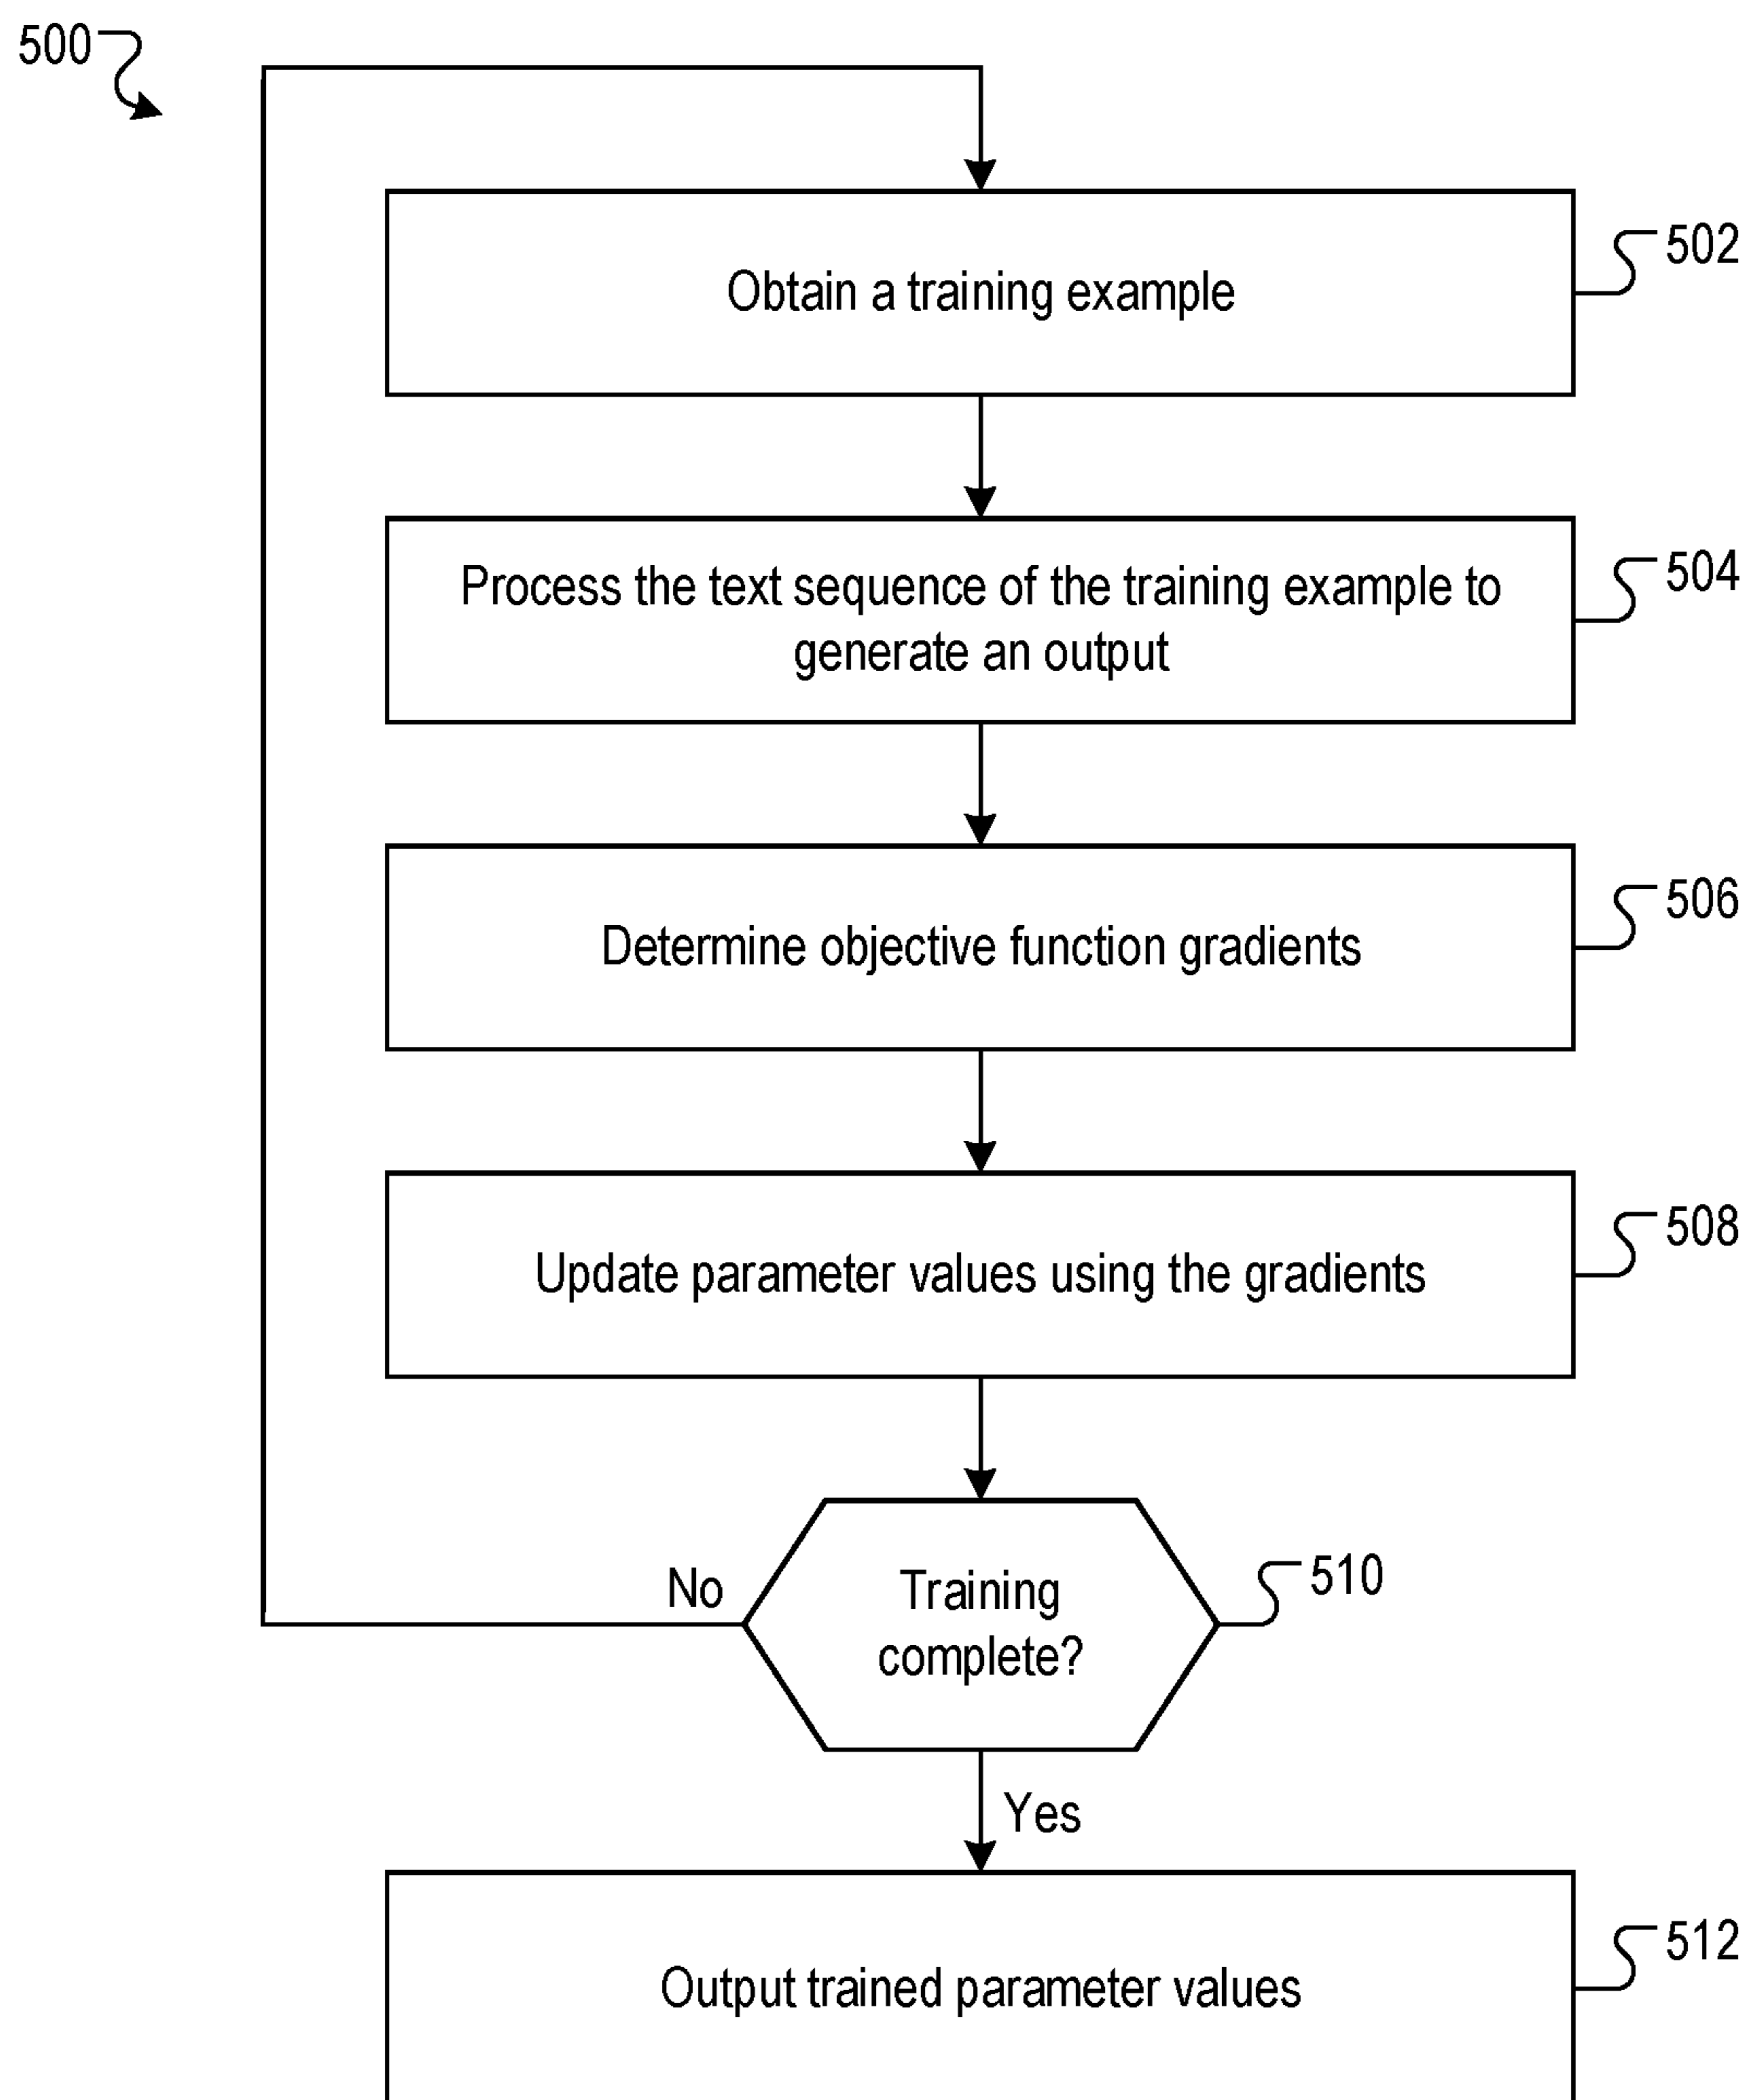 500
502
Obtain a training example
504
Process the text sequence of the training example to
generate an output
506
Determine objective function gradients
508
Update parameter values using the gradients
510
No
Training
complete?
Yes
512
Output trained parameter values